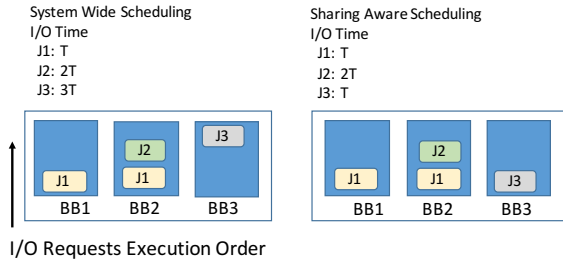 System Wide Scheduling
I/O Time
J1: T
J2: 2T
J3: 3T
J3
J2
J1
J1
BB1 BB2 BB3
I/O Requests Execution Order
Sharing Aware Scheduling
I/O Time
J1: T
J2: 2T
J3: T
J2
J1
J1
J3
BB1 BB2 BB3